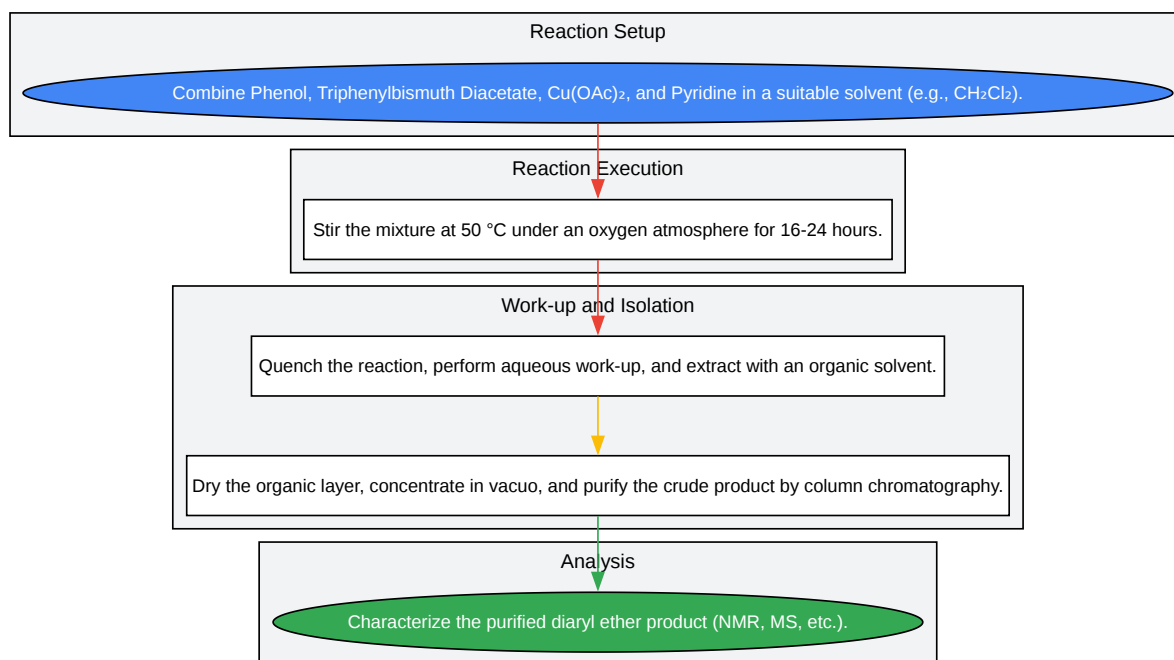 Reaction Setup
Combine Phenol, Triphenylbismuth Diacetate, Cu(OAc)₂, and Pyridine in a suitable solvent (e.g., CH₂Cl₂).
Reaction Execution
Stir the mixture at 50 °C under an oxygen atmosphere for 16-24 hours.
Work-up and Isolation
Quench the reaction, perform aqueous work-up, and extract with an organic solvent.
Dry the organic layer, concentrate in vacuo, and purify the crude product by column chromatography.
Analysis
Characterize the purified diaryl ether product (NMR, MS, etc.).